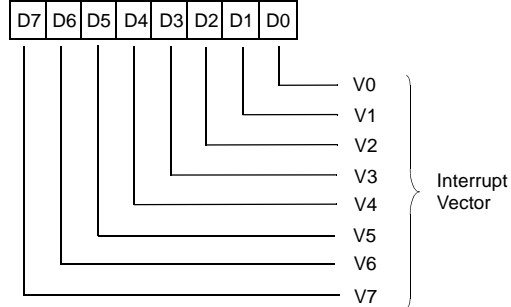 D7 D6 D5 D4 D3 D2 D1 D0
V0
V1
V2
V3
V4
V5
V6
V7
Interrupt
Vector